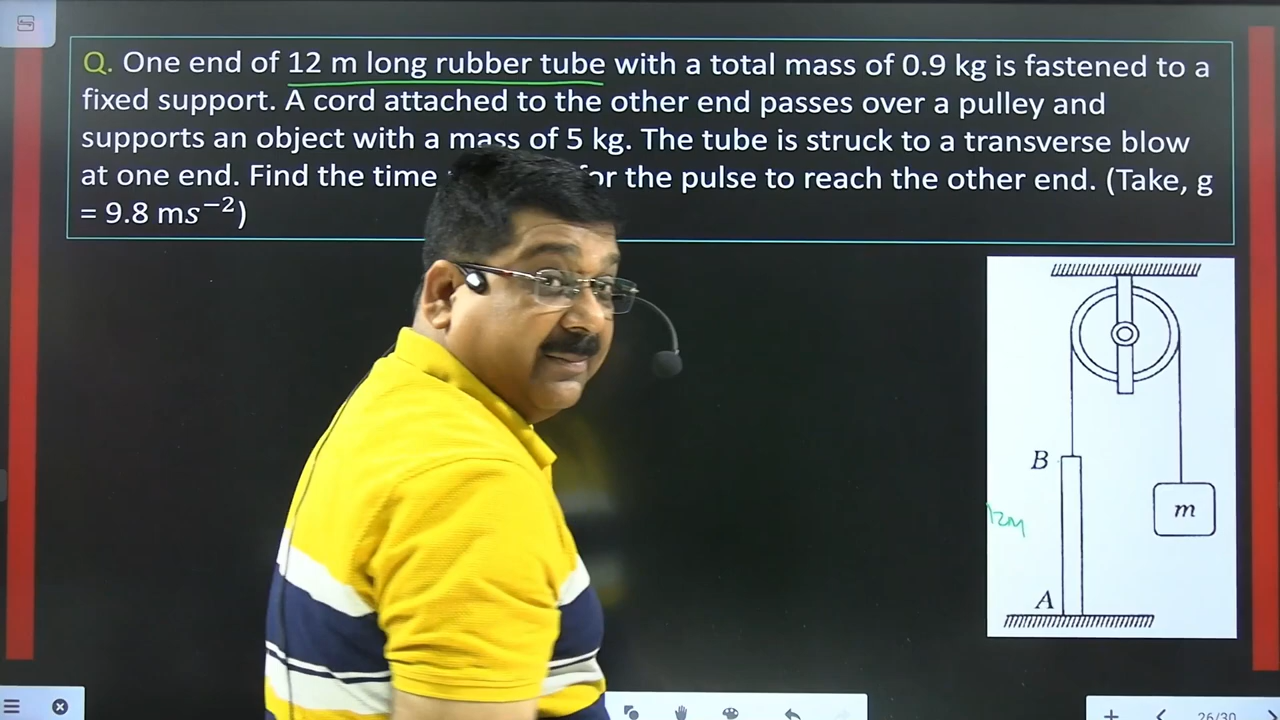 Q. One end of 12 m long rubber tube with a total mass of 0.9 kg is fastened to a
fixed support. A cord attached to the other end passes over a pulley and
supports an object with a mass of 5 kg. The tube is struck to a transverse blow
at one end. Find the time for the pulse to reach the other end. (Take, g
= 9.8 ms⁻²)
B
m
12M
A
26/30